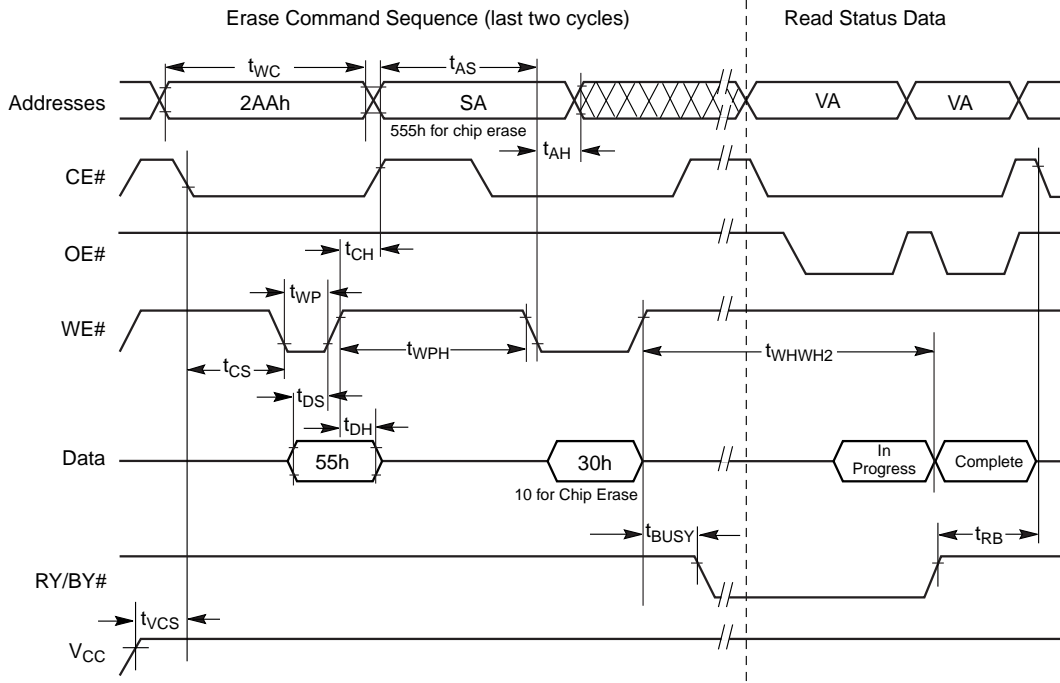 Erase Command Sequence (last two cycles)
Read Status Data
tWC
tAS
Addresses
2AAh
SA
VA
VA
555h for chip erase
tAH
CE#
OE#
tCH
tWP
WE#
tWPH
tWHWH2
tCS
tDS
tDH
Data
55h
30h
In
Progress
Complete
10 for Chip Erase
tBUSY
tRB
RY/BY#
tVCS
VCC